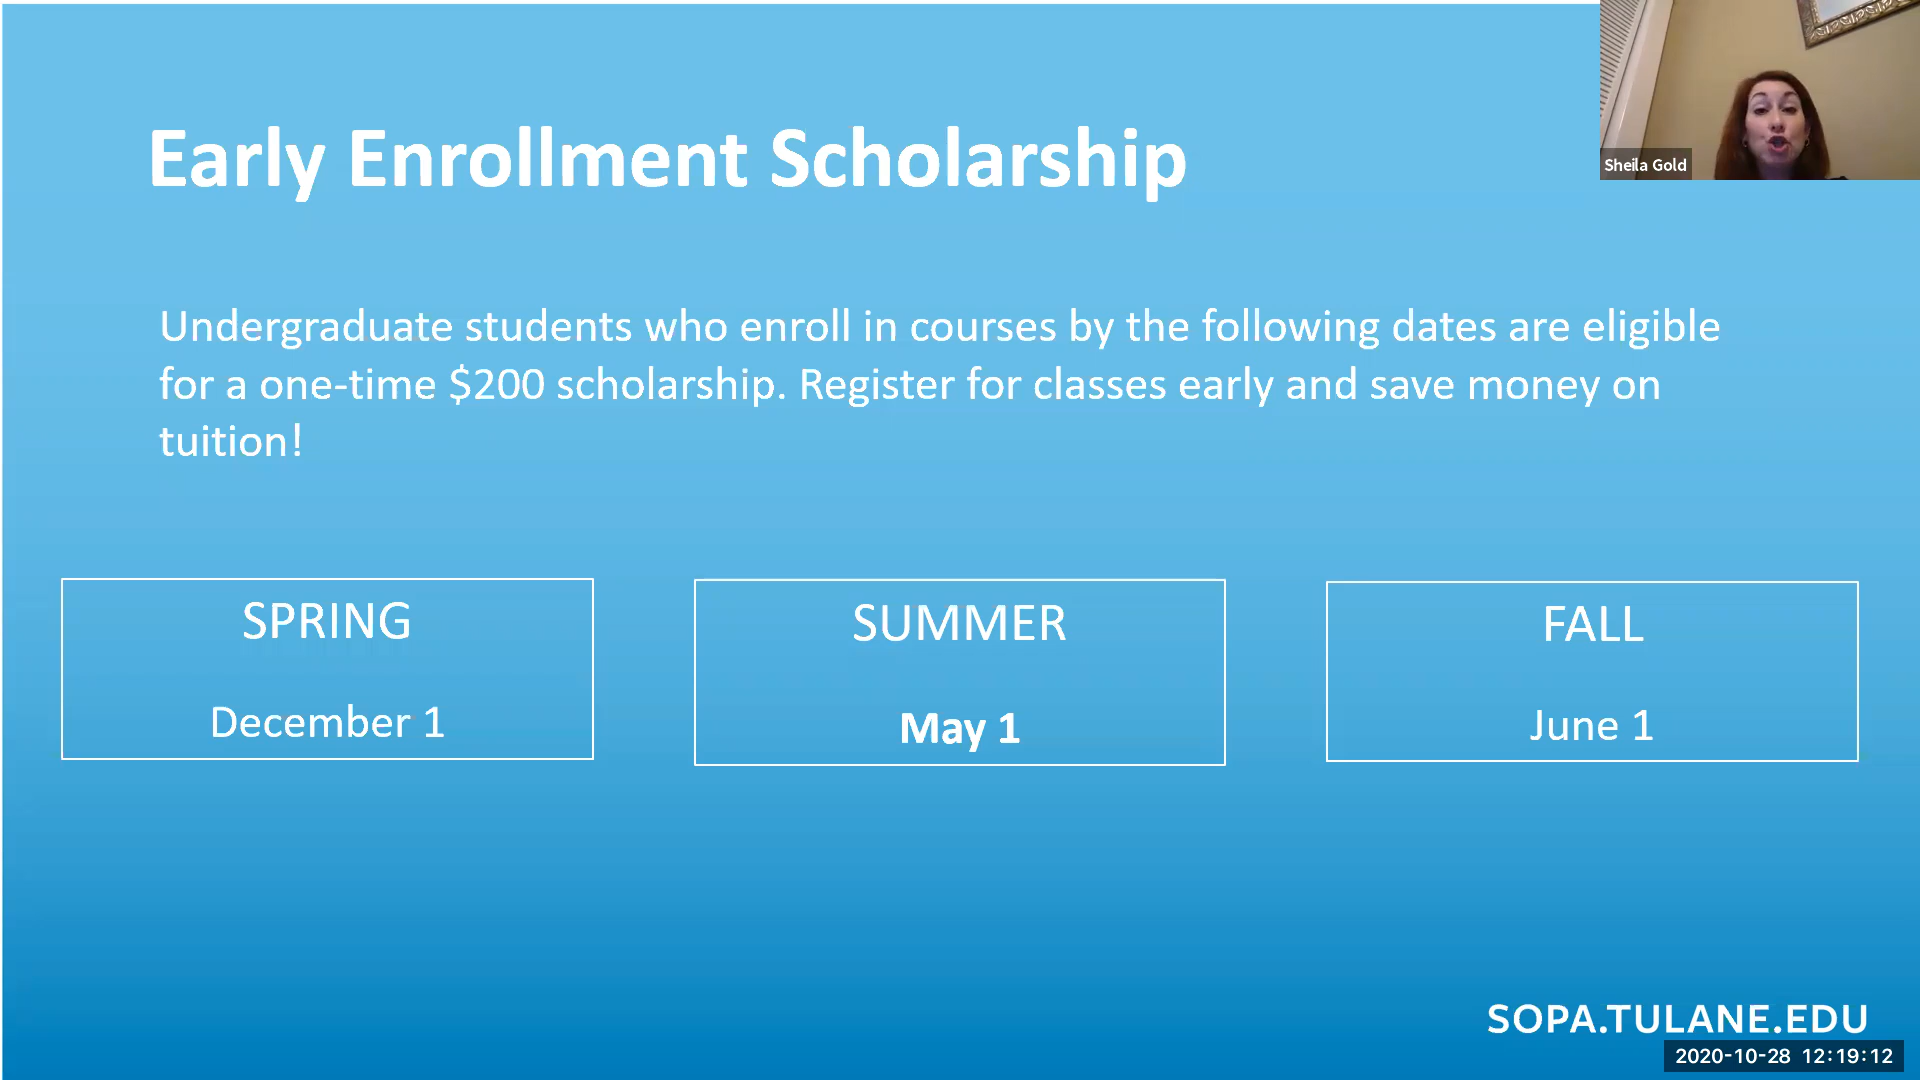 Early Enrollment Scholarship
Sheila Gold
Undergraduate students who enroll in courses by the following dates are eligible
for a one-time $200 scholarship. Register for classes early and save money on
tuition!
SPRING
December 1
SUMMER
May 1
FALL
June 1
SOPA.TULANE.EDU
2020-10-28 12:19:12